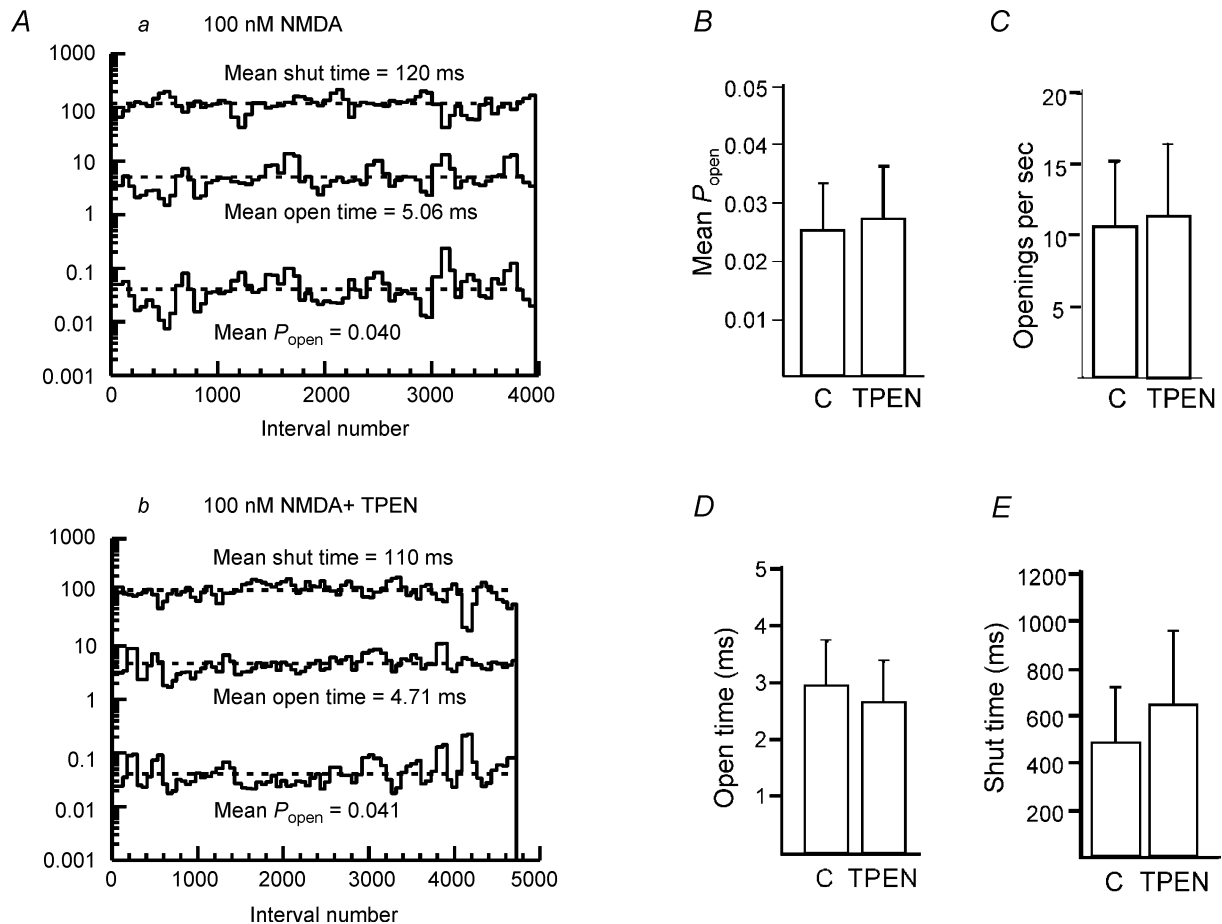 A
a 100 nM NMDA
1000
100
10
1
0.1
0.01
0.001
Mean shut time = 120 ms
Mean open time = 5.06 ms
Mean Popen = 0.040
0 1000 2000 3000 4000
Interval number
b 100 nM NMDA+ TPEN
1000
100
10
1
0.1
0.01
0.001
Mean shut time = 110 ms
Mean open time = 4.71 ms
Mean Popen = 0.041
0 1000 2000 3000 4000 5000
Interval number
B
Mean Popen
0.05
0.04
0.03
0.02
0.01
C TPEN
C
Openings per sec
20
15
10
5
C TPEN
D
Open time (ms)
5
4
3
2
1
C TPEN
E
Shut time (ms)
1200
1000
800
600
400
200
C TPEN